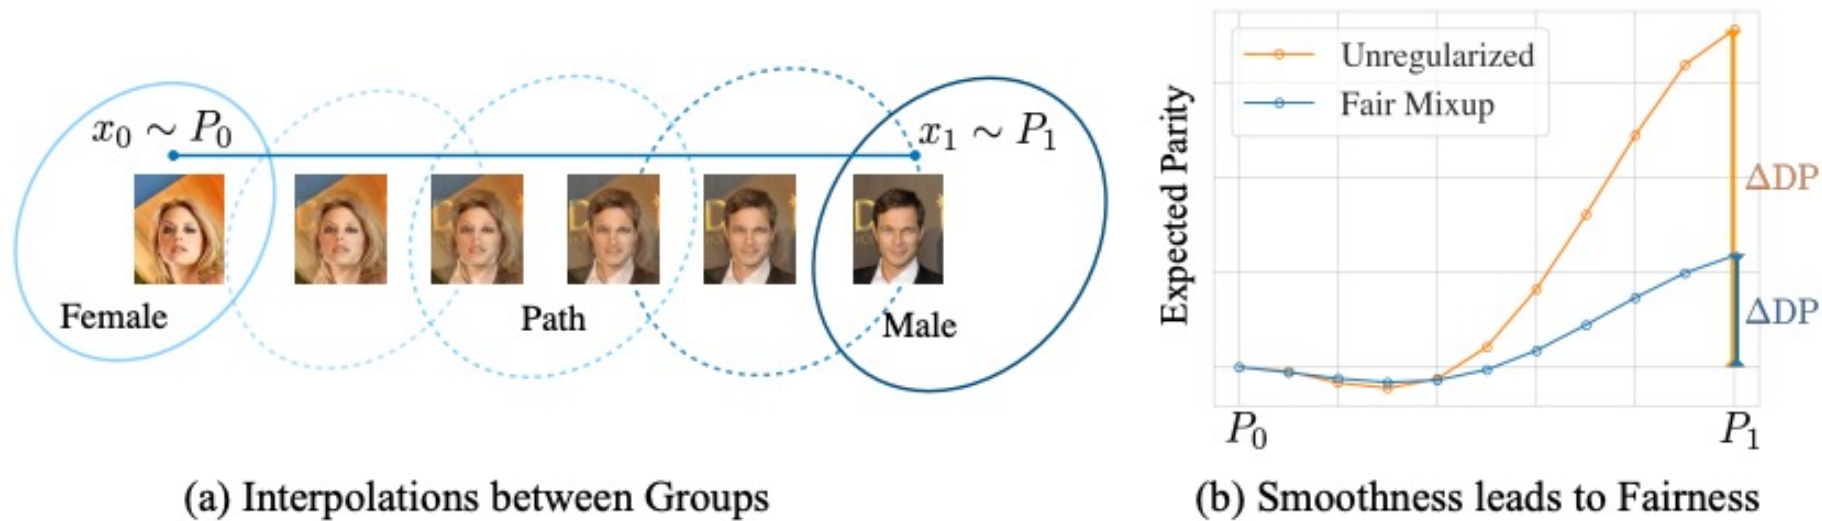 x₀ ~ P₀
x₁ ~ P₁
Female
Path
Male
(a) Interpolations between Groups
Unregularized
Fair Mixup
Expected Parity
ΔDP
ΔDP
P₀
P₁
(b) Smoothness leads to Fairness